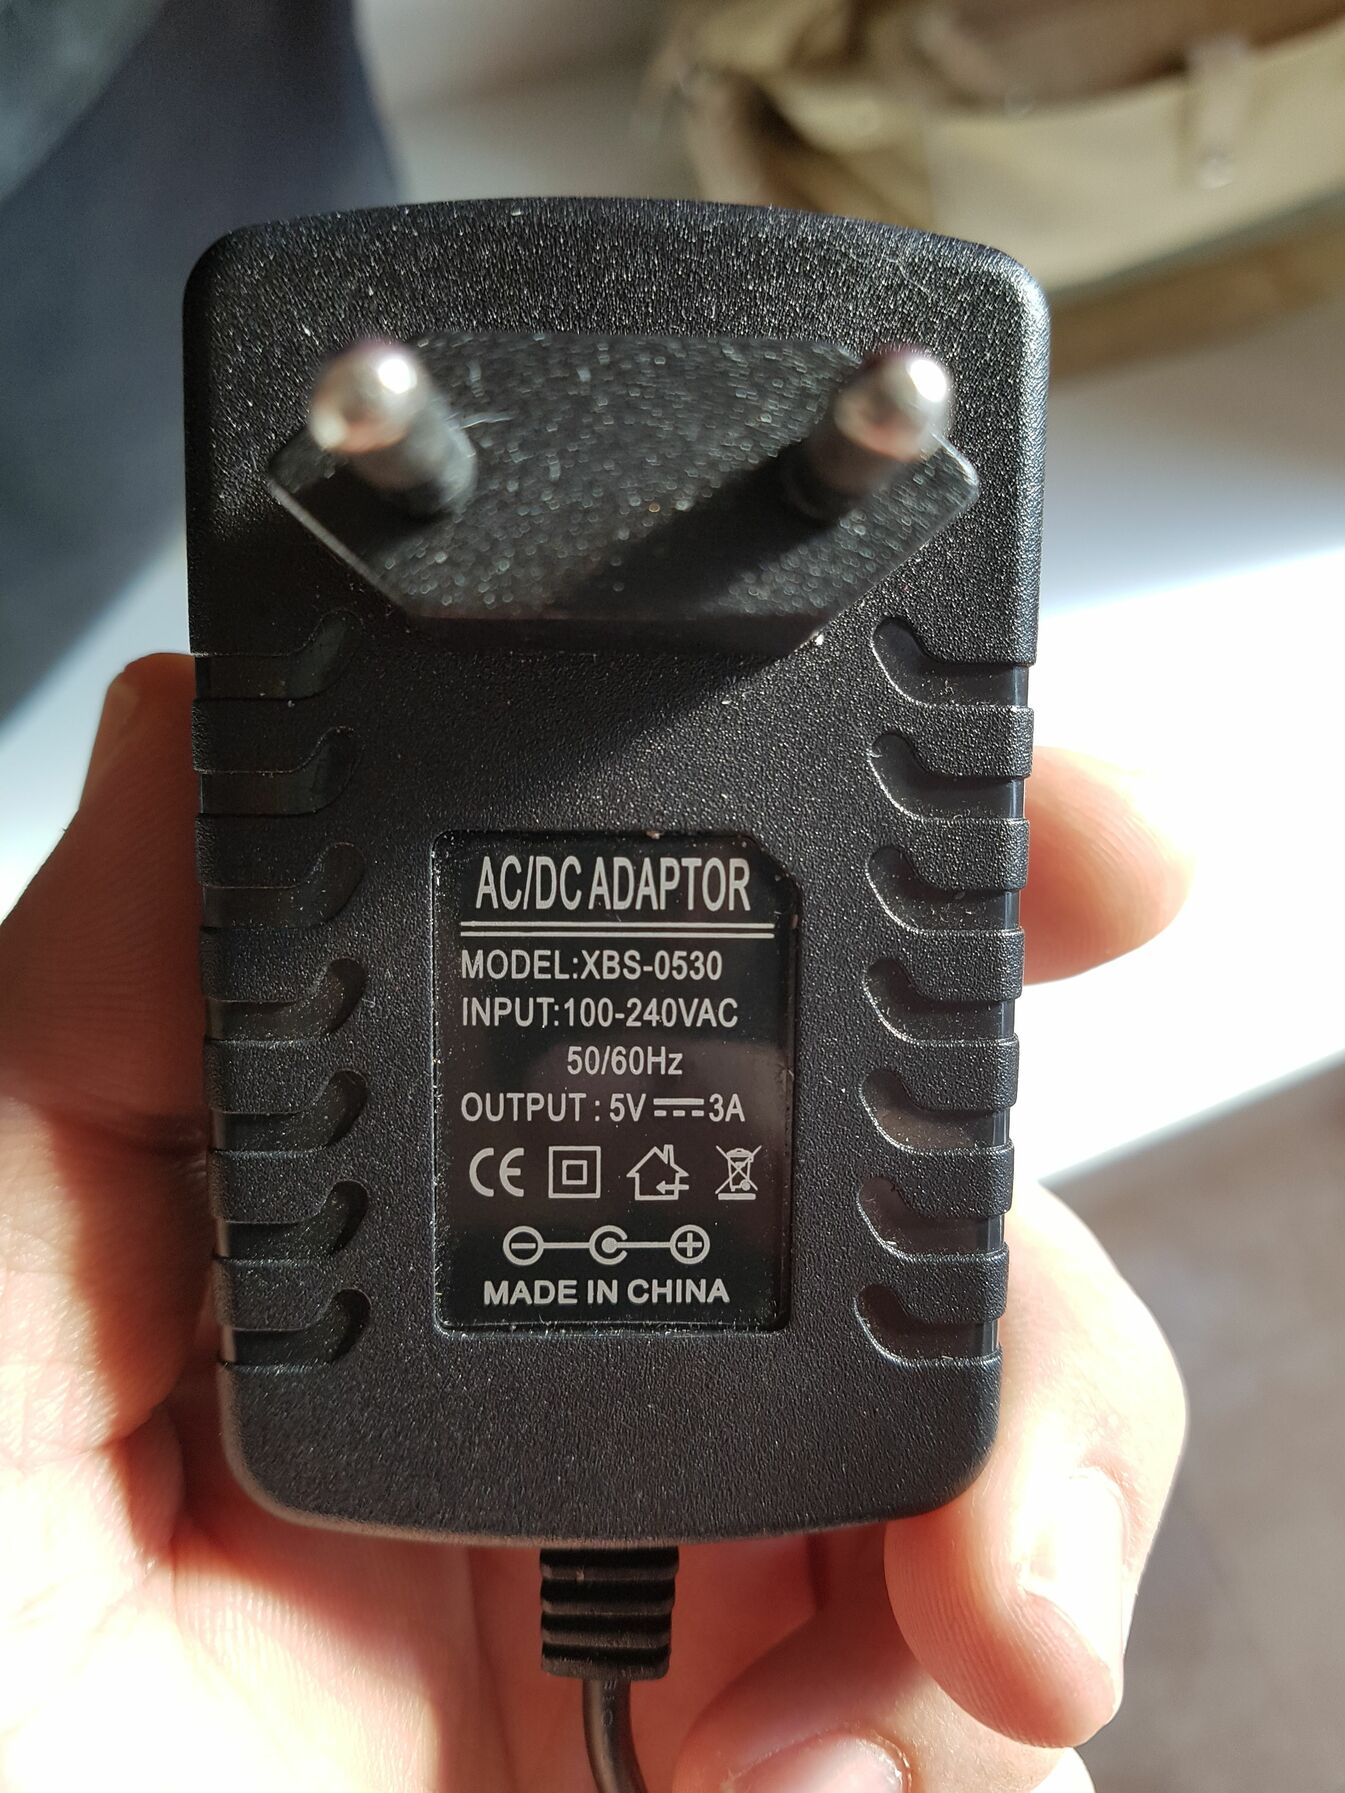 AC/DC ADAPTOR
MODEL:XBS-0530
INPUT:100-240VAC
50/60Hz
OUTPUT : 5V⎓3A
CE
MADE IN CHINA